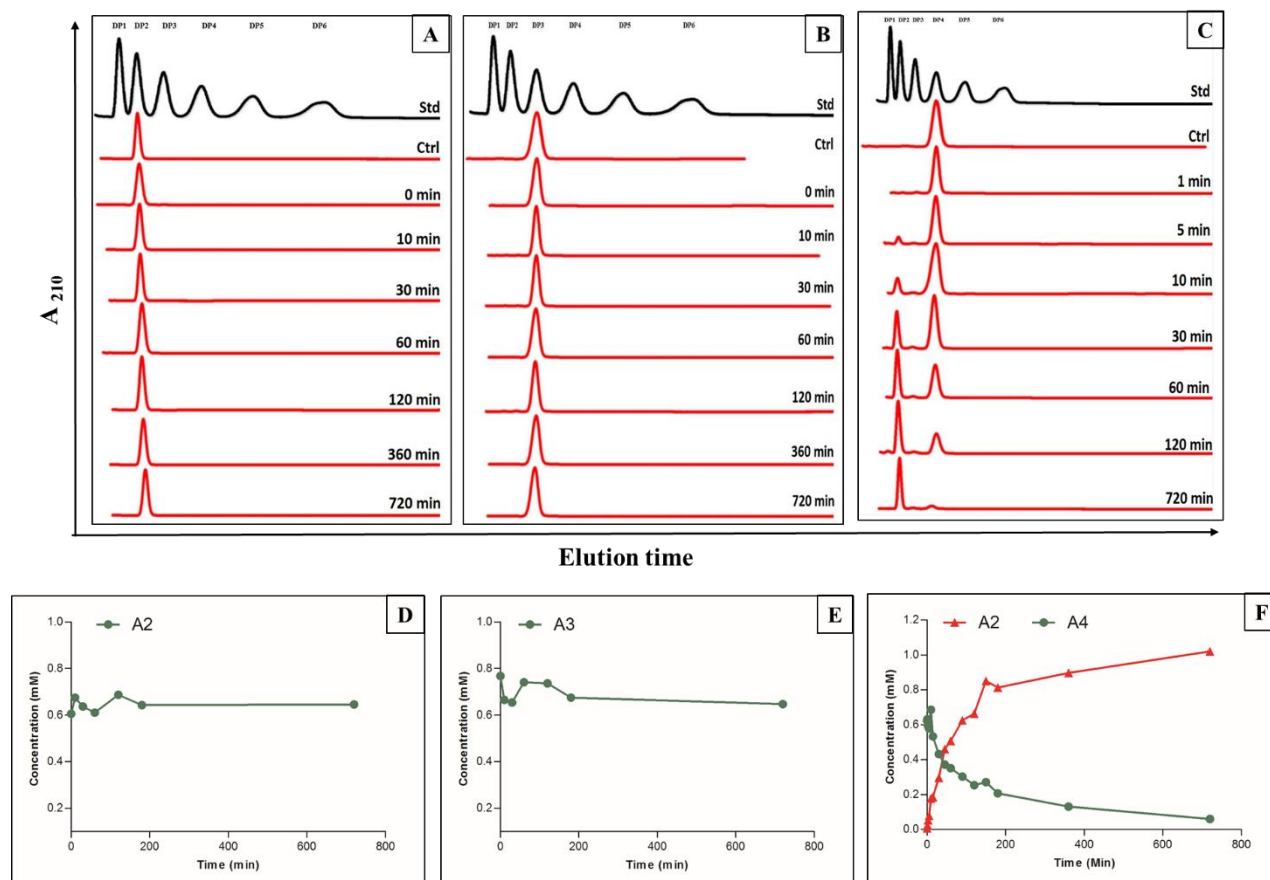 DP1 DP2 DP3 DP4 DP5 DP6
A
Std
Ctrl
0 min
10 min
30 min
60 min
120 min
360 min
720 min
DP1 DP2 DP3 DP4 DP5 DP6
B
Std
Ctrl
0 min
10 min
30 min
60 min
120 min
360 min
720 min
DP1 DP2 DP3 DP4 DP5 DP6
C
Std
Ctrl
1 min
5 min
10 min
30 min
60 min
120 min
720 min
A 210
Elution time
D
A2
Concentration (mM)
1.0
0.8
0.6
0.4
0.2
0 200 400 600 800
Time (min)
E
A3
Concentration (mM)
1.0
0.8
0.6
0.4
0.2
0 200 400 600 800
Time (min)
F
A2 A4
Concentration (mM)
1.2
1.0
0.8
0.6
0.4
0.2
0.0
0 200 400 600 800
Time (Min)